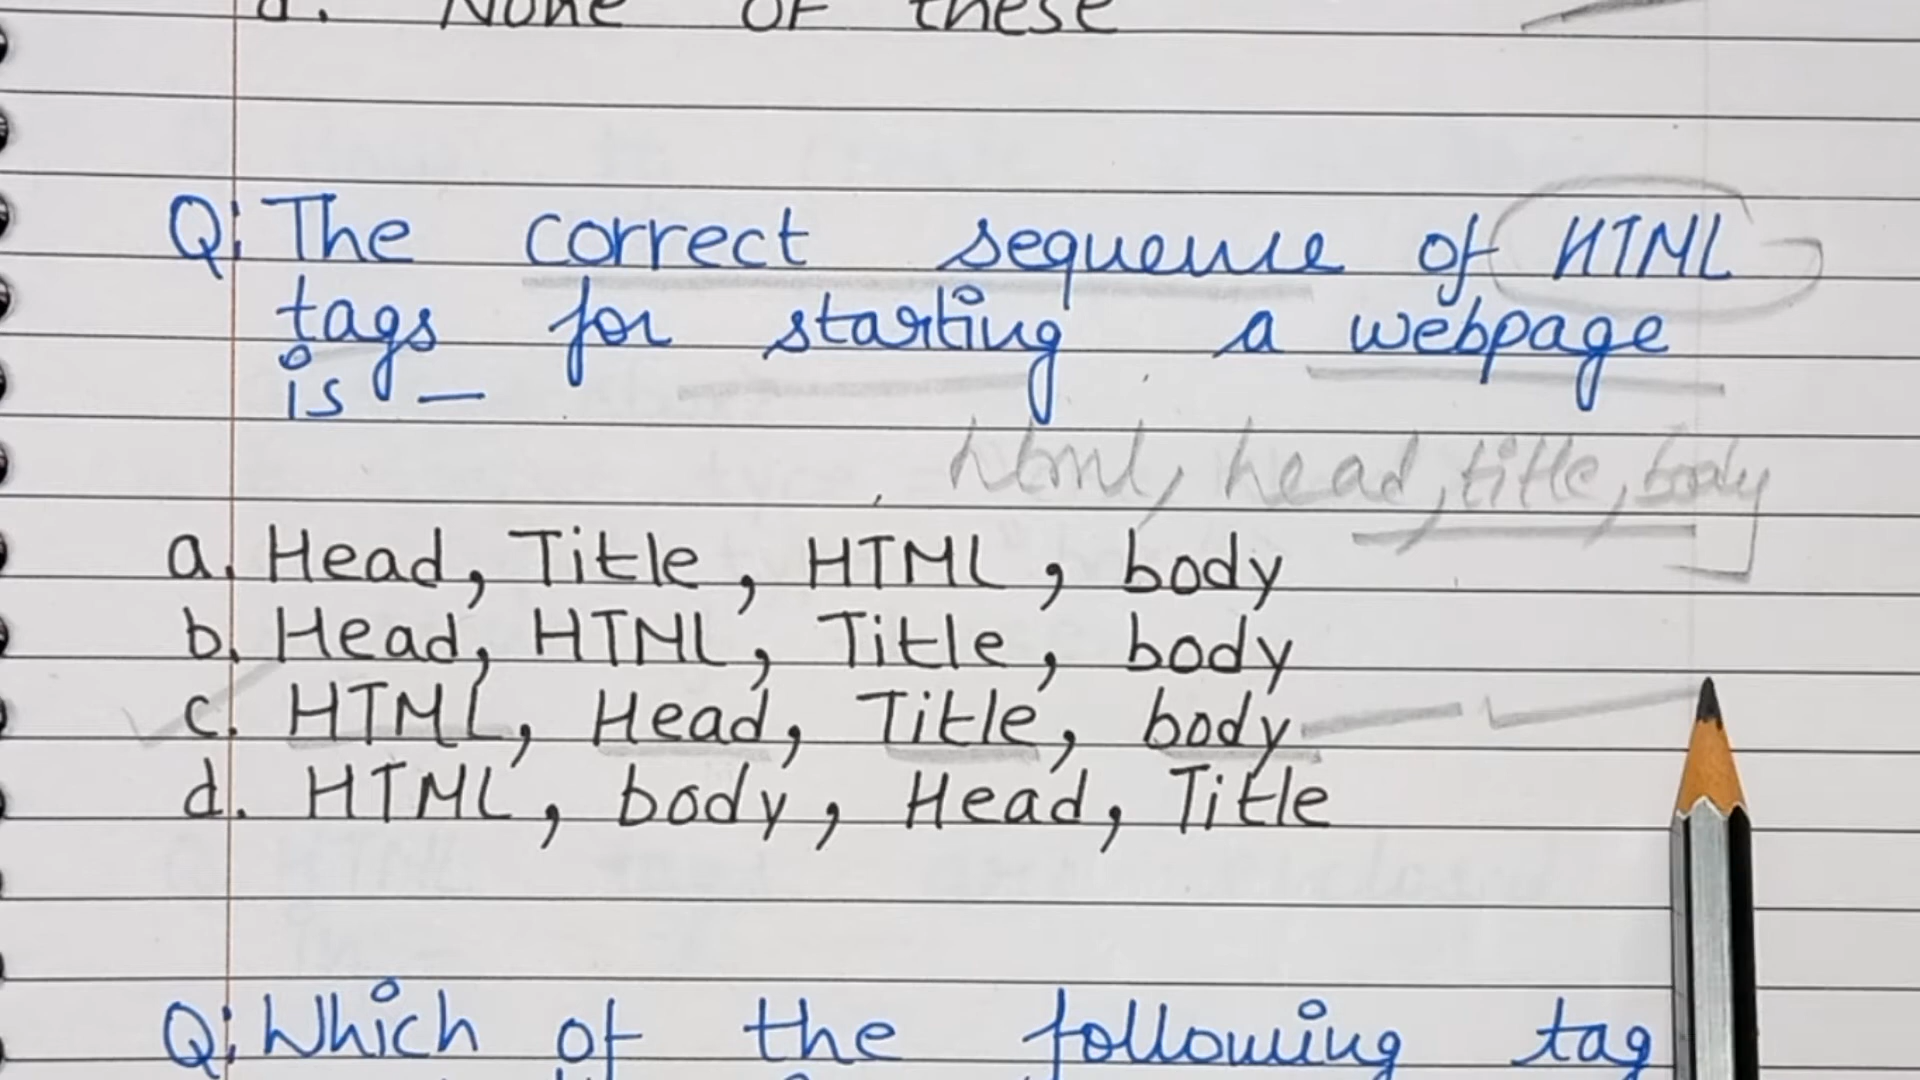 d. None of these
Q: The correct sequence of HTML
tags for starting a webpage
is –
html, head, title, body
a. Head, Title, HTML, body
b. Head, HTML, Title, body
c. HTML, Head, Title, body
d. HTML, body, Head, Title
Q: Which of the following tag